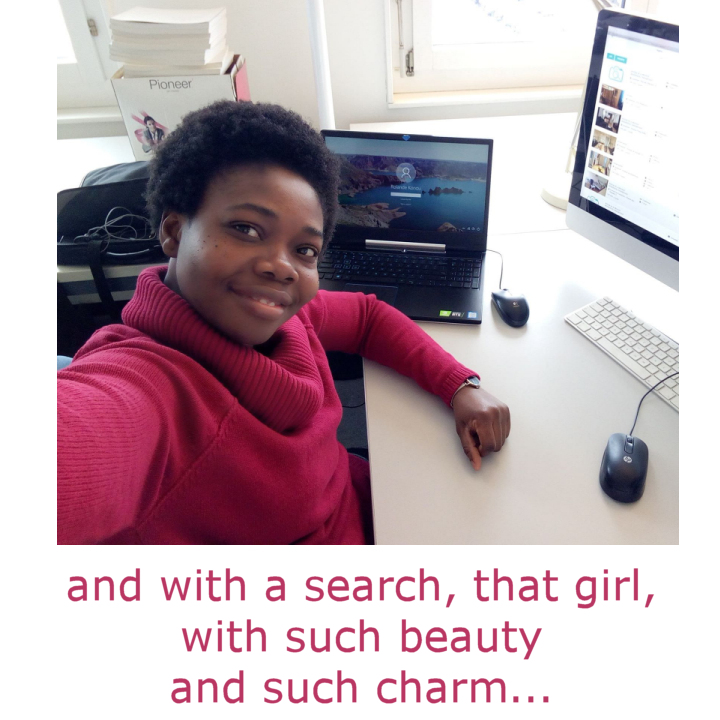 Pioneer
and with a search, that girl,
with such beauty
and such charm...